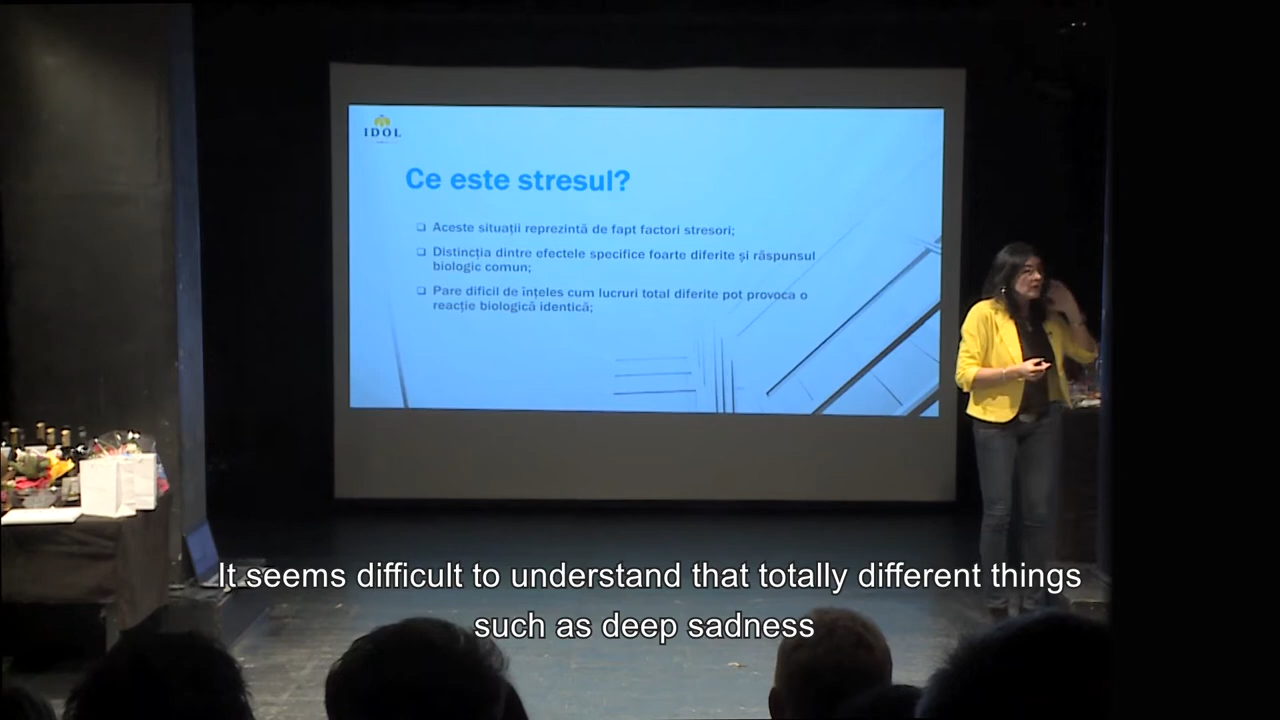 IDOL
Ce este stresul?
❑ Aceste situații reprezintă de fapt factori stresori;
❑ Distincția dintre efectele specifice foarte diferite și răspunsul
biologic comun;
❑ Pare dificil de înțeles cum lucruri total diferite pot provoca o
reacție biologică identică;
It seems difficult to understand that totally different things
such as deep sadness